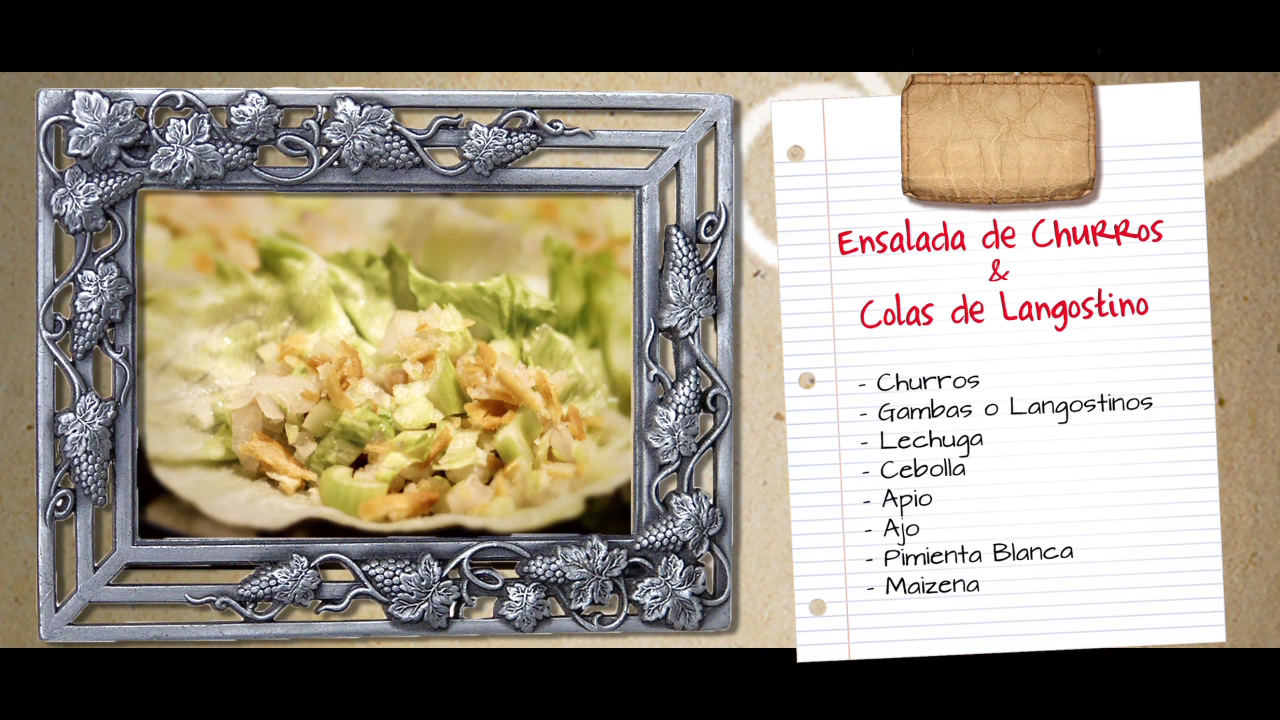 Ensalada de Churros
&
Colas de Langostino
- Churros
- Gambas o Langostinos
- Lechuga
- Cebolla
- Apio
- Ajo
- Pimienta Blanca
- Maizena